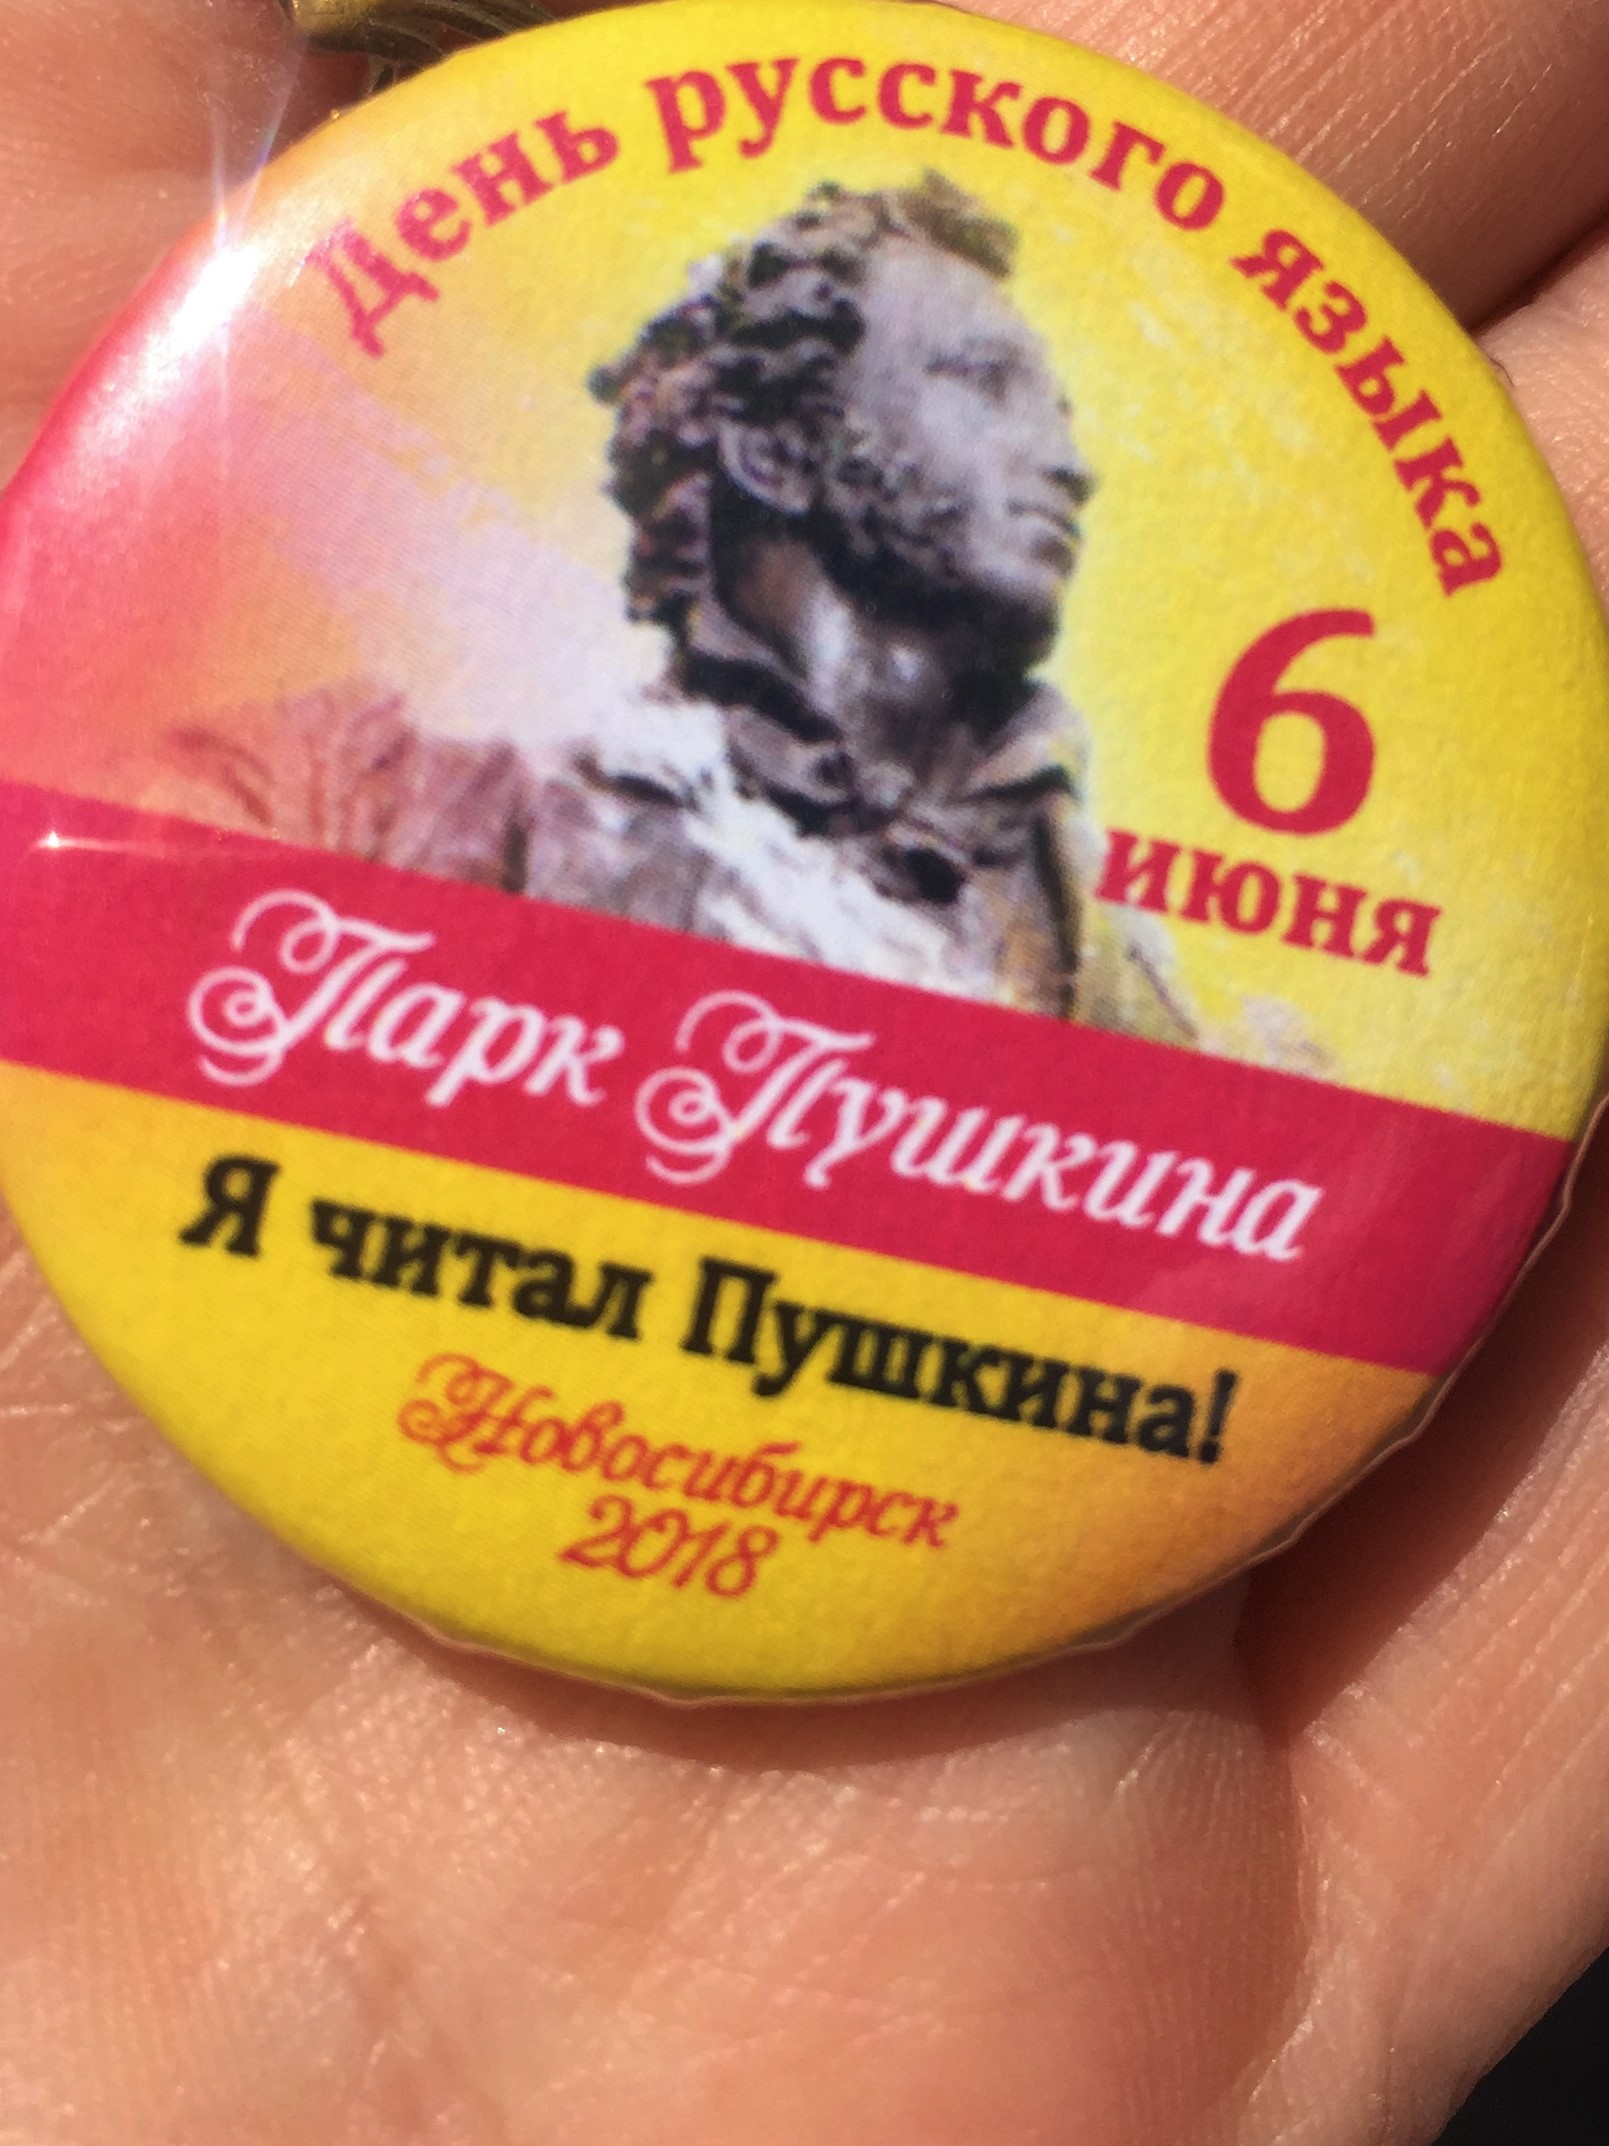 День русского языка
6
июня
Парк Пушкина
Я читал Пушкина!
Новосибирск
2018